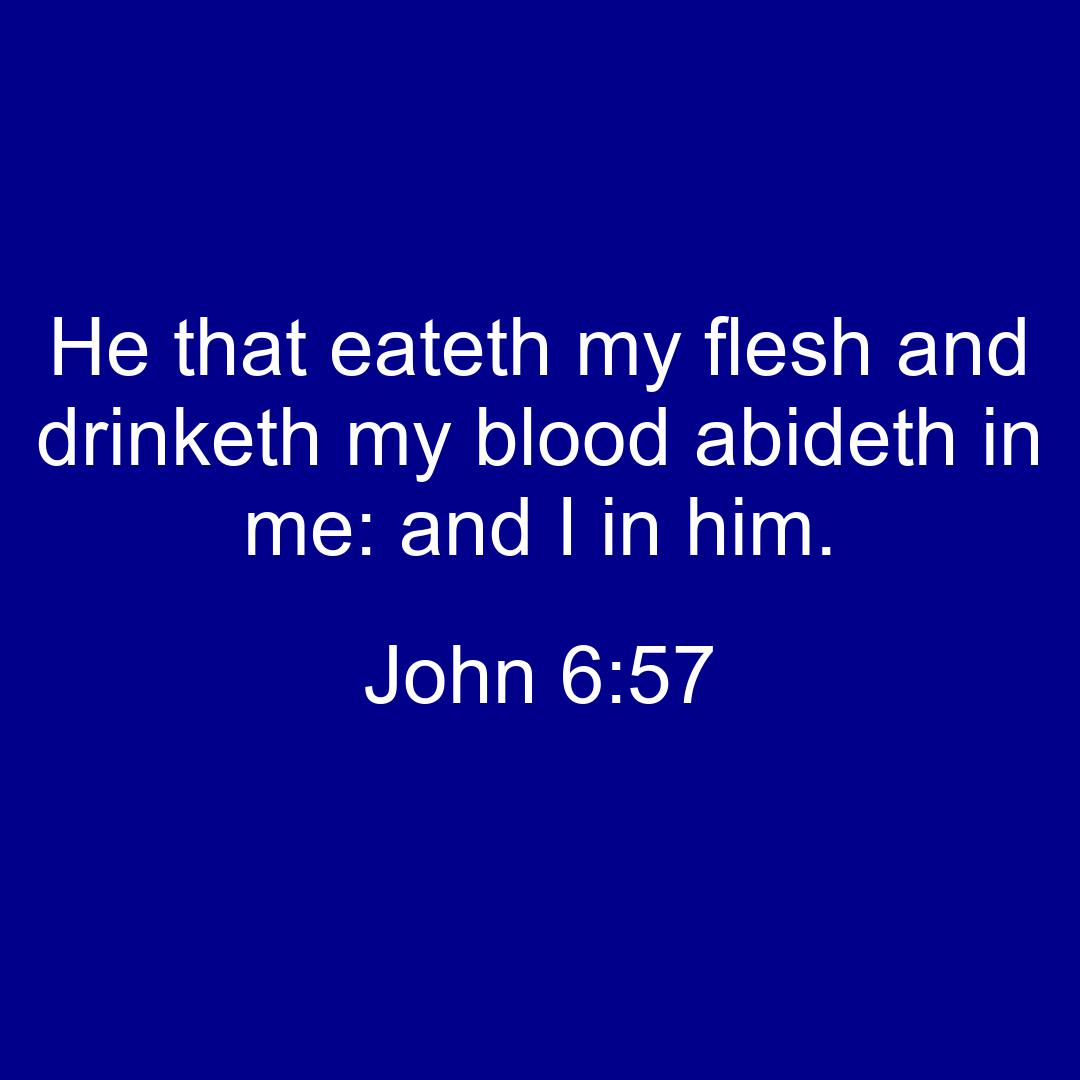 He that eateth my flesh and
drinketh my blood abideth in
me: and I in him.
John 6:57